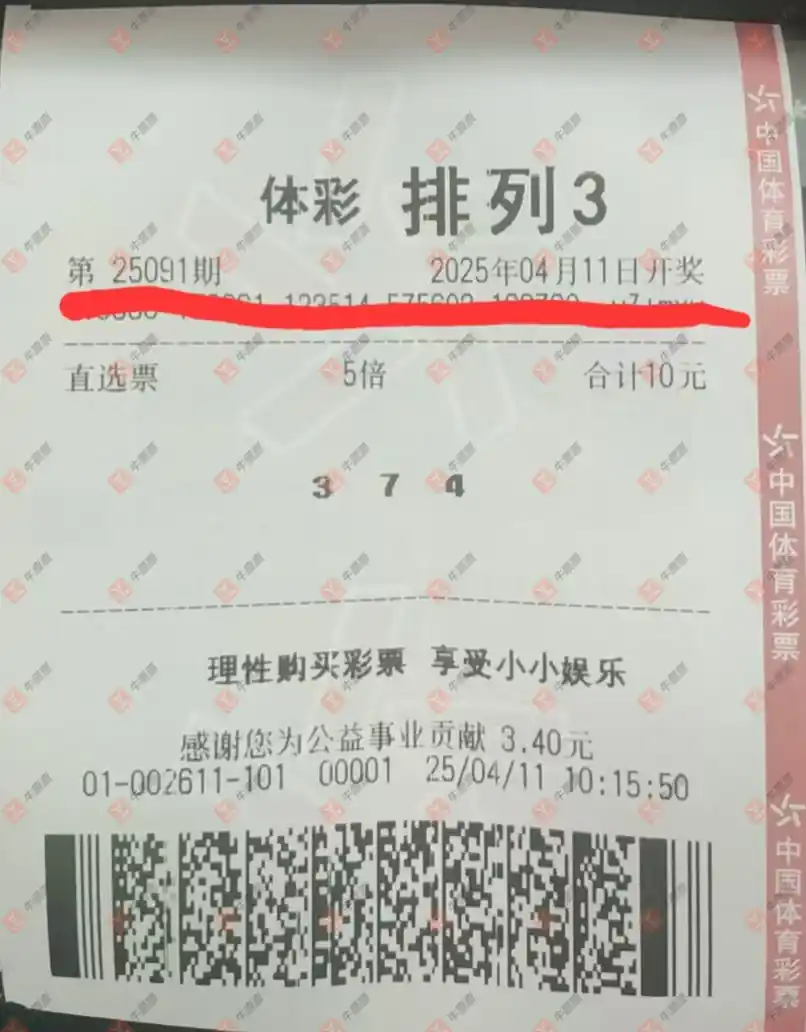 体彩 排列3
第 25091期 2025年04月11日开奖
直选票 5倍 合计10元
3 7 4
理性购买彩票 享受小小娱乐
感谢您为公益事业贡献 3.40元
01-002611-101 00001 25/04/11 10:15:50
中国体育彩票
中国体育彩票
中国体育彩票